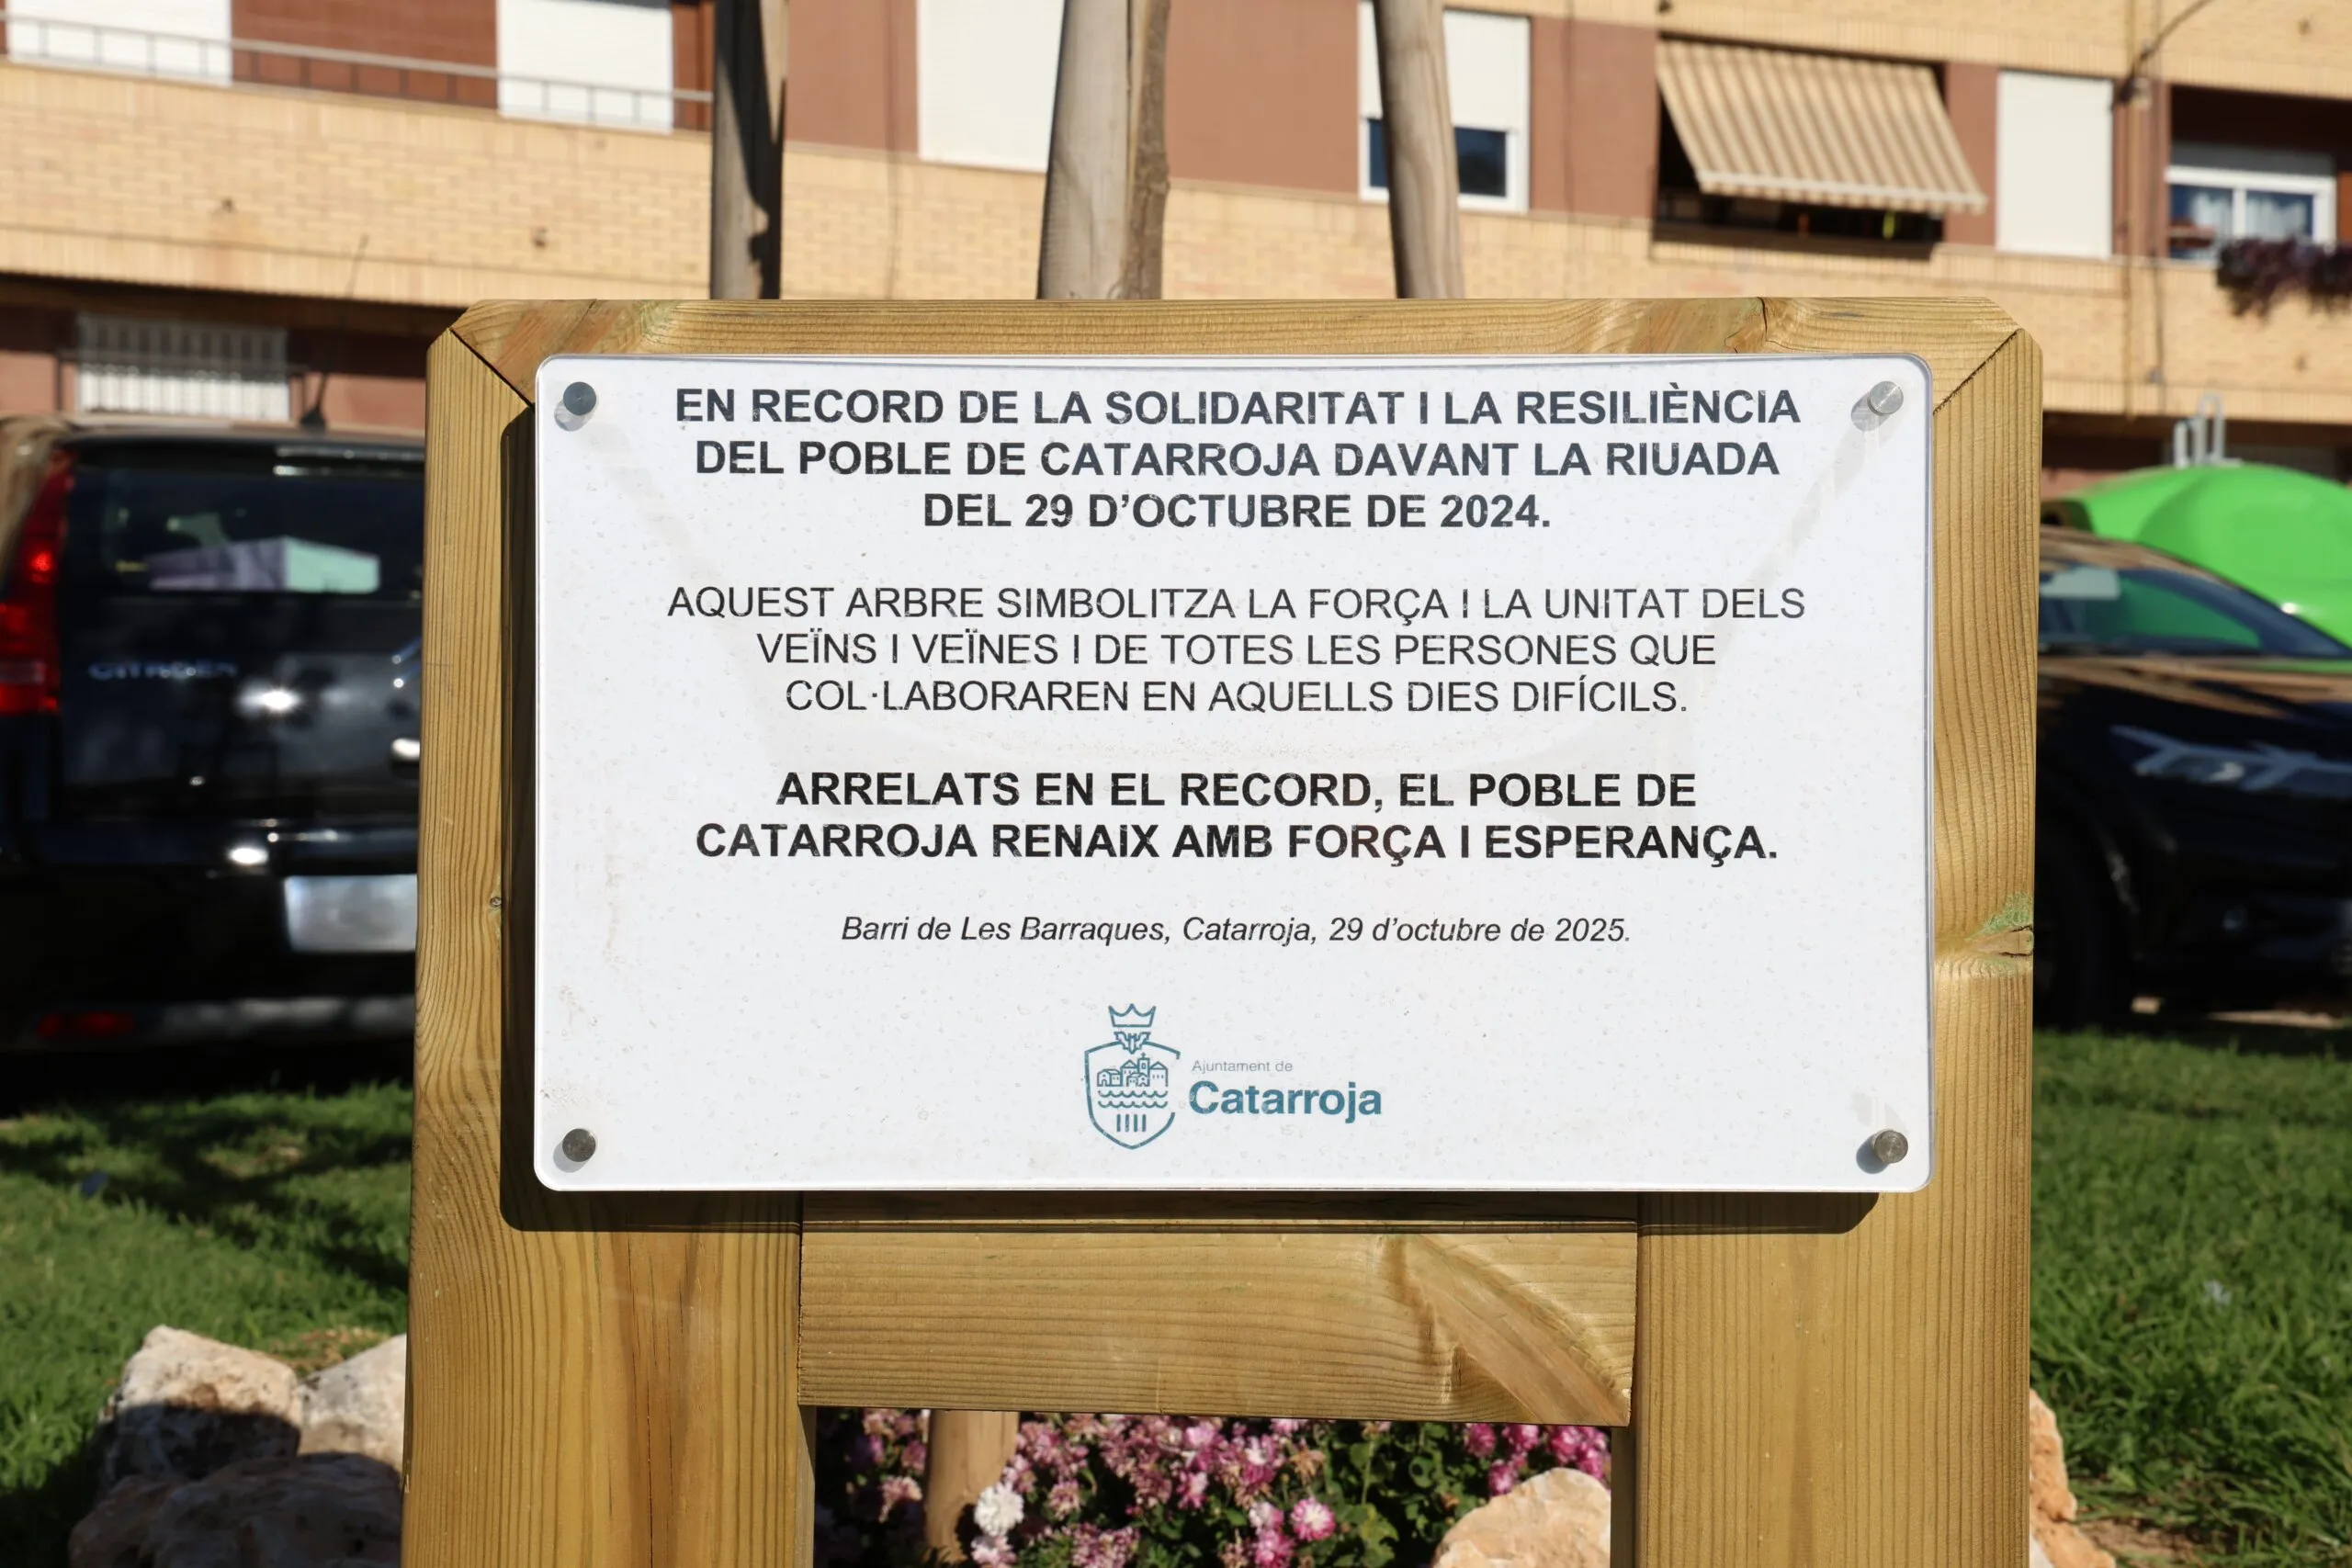 EN RECORD DE LA SOLIDARITAT I LA RESILIÈNCIA
DEL POBLE DE CATARROJA DAVANT LA RIUADA
DEL 29 D'OCTUBRE DE 2024.
AQUEST ARBRE SIMBOLITZA LA FORÇA I LA UNITAT DELS
VEÏNS I VEÏNES I DE TOTES LES PERSONES QUE
COL·LABORAREN EN AQUELLS DIES DIFÍCILS.
ARRELATS EN EL RECORD, EL POBLE DE
CATARROJA RENAIX AMB FORÇA I ESPERANÇA.
Barri de Les Barraques, Catarroja, 29 d'octubre de 2025.
Ajuntament de
Catarroja
CITROËN